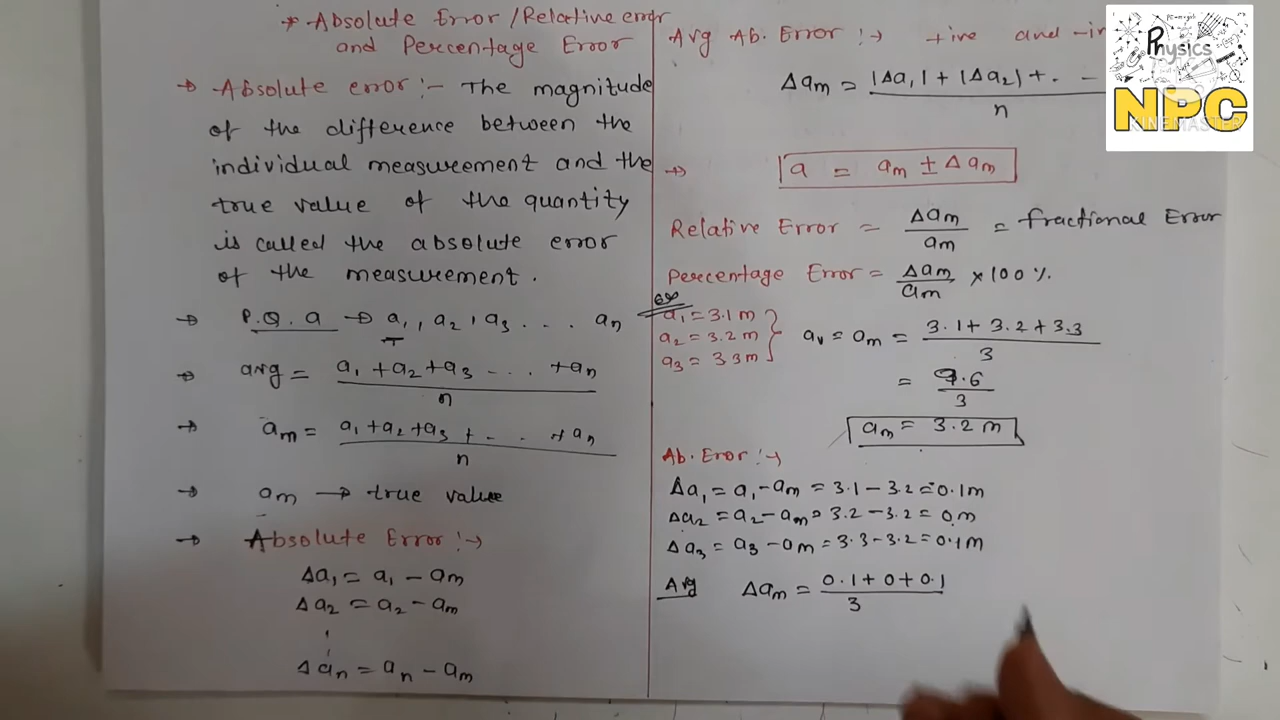 * Absolute Error / Relative error
and Percentage Error
→ Absolute error :- The magnitude
of the difference between the
individual measurement and the
true value of the quantity
is called the absolute error
of the measurement.
→ P.Q. a → a₁, a₂, a₃ . . . aₙ
→ avg = a₁ + a₂ + a₃ - . . . + aₙ / n
→ aₘ = a₁ + a₂ + a₃ + - . . + aₙ / n
→ aₘ → true value
→ Absolute Error :→
Δa₁ = a₁ - aₘ
Δa₂ = a₂ - aₘ
Δaₙ = aₙ - aₘ
Avg Ab. Error :→ +ive and -i
Δaₘ = |Δa₁| + |Δa₂| + . - / n
→ a = aₘ ± Δaₘ
Relative Error = Δaₘ / aₘ = fractional Error
Percentage Error = Δaₘ / aₘ × 100 %.
ex
a₁ = 3.1 m
a₂ = 3.2 m
a₃ = 3.3 m
aᵥ = aₘ = 3.1 + 3.2 + 3.3 / 3
= 9.6 / 3
aₘ = 3.2 m
Ab. Eror :→
Δa₁ = a₁ - aₘ = 3.1 - 3.2 = 0.1 m
Δa₂ = a₂ - aₘ = 3.2 - 3.2 = 0 m
Δa₃ = a₃ - aₘ = 3.3 - 3.2 = 0.1 m
Avg Δaₘ = 0.1 + 0 + 0.1 / 3
Physics
NPC
KINEMASTER